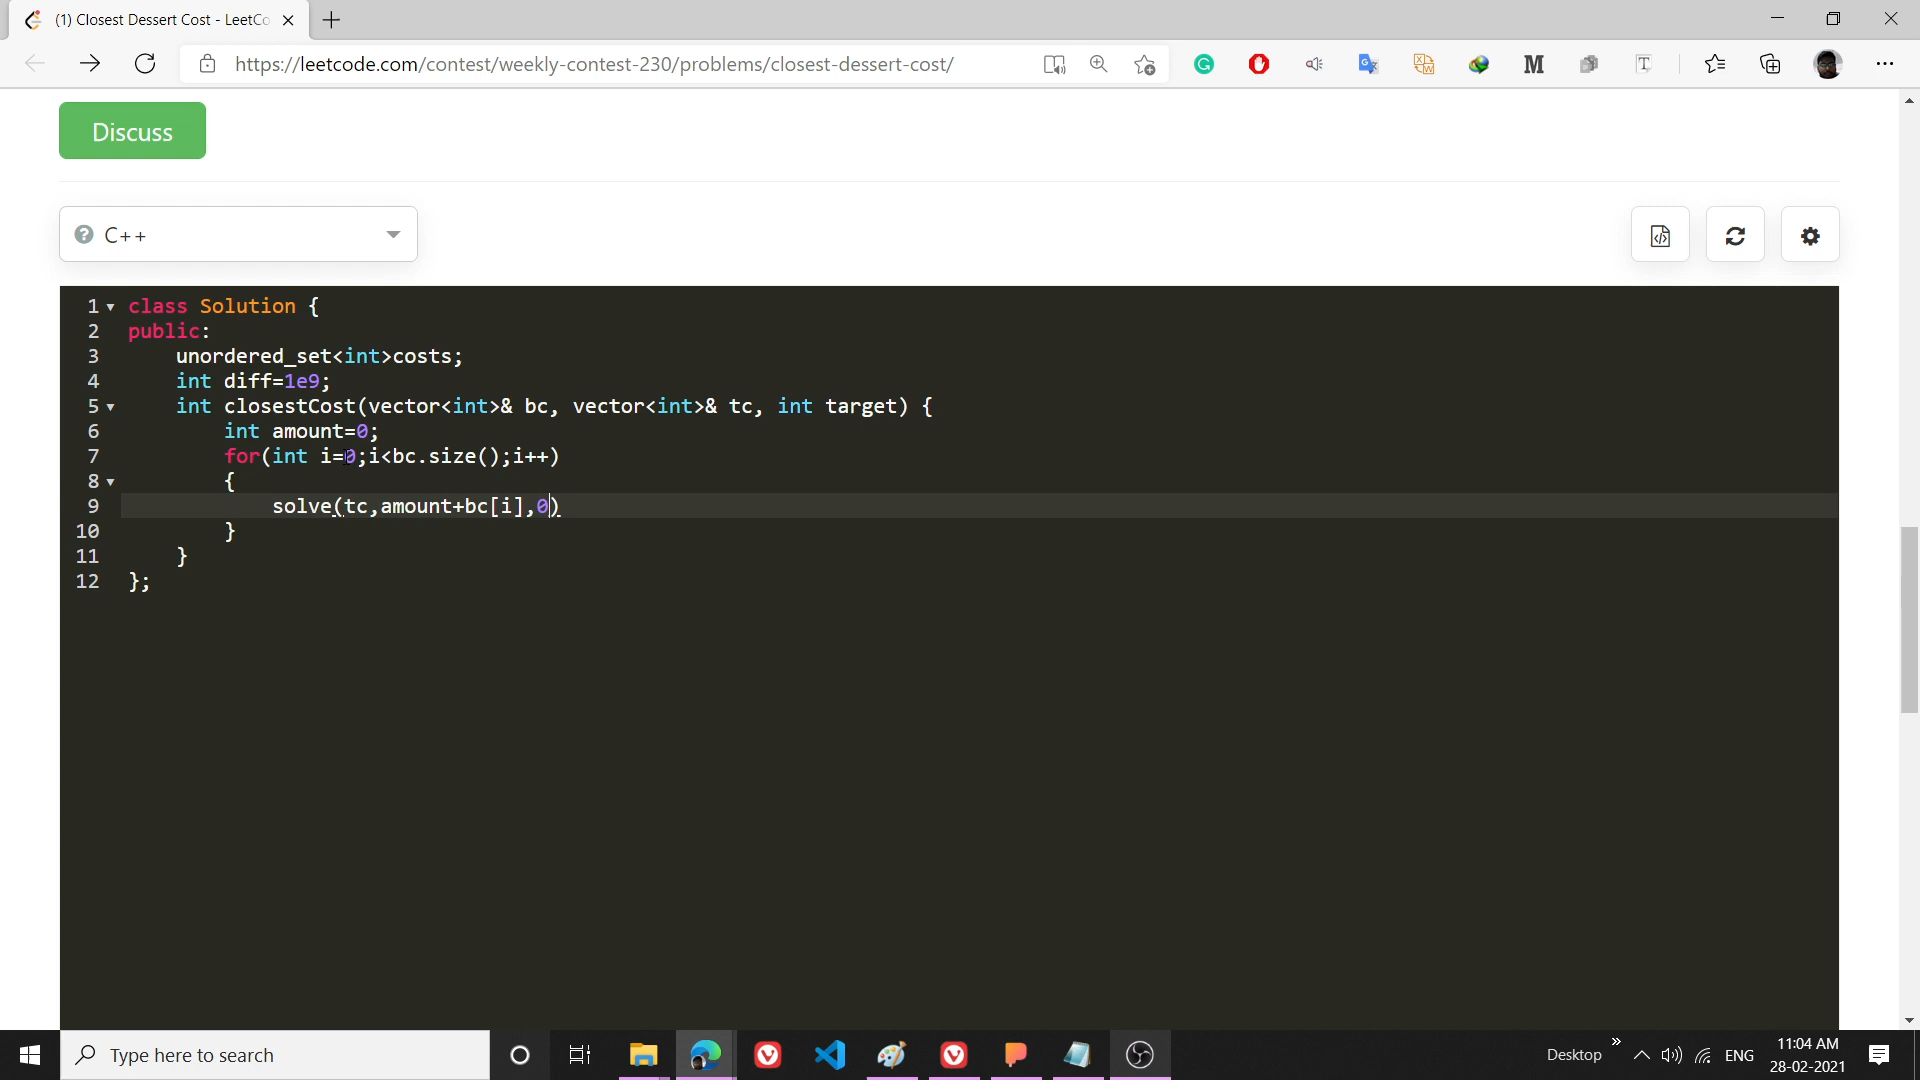 (1) Closest Dessert Cost - LeetCo
https://leetcode.com/contest/weekly-contest-230/problems/closest-dessert-cost/
Discuss
C++
1 class Solution {
2 public:
3 unordered_set<int>costs;
4 int diff=1e9;
5 int closestCost(vector<int>& bc, vector<int>& tc, int target) {
6 int amount=0;
7 for(int i=0;i<bc.size();i++)
8 {
9 solve(tc,amount+bc[i],0)
10 }
11 }
12 };
Type here to search
Desktop
ENG
11:04 AM
28-02-2021